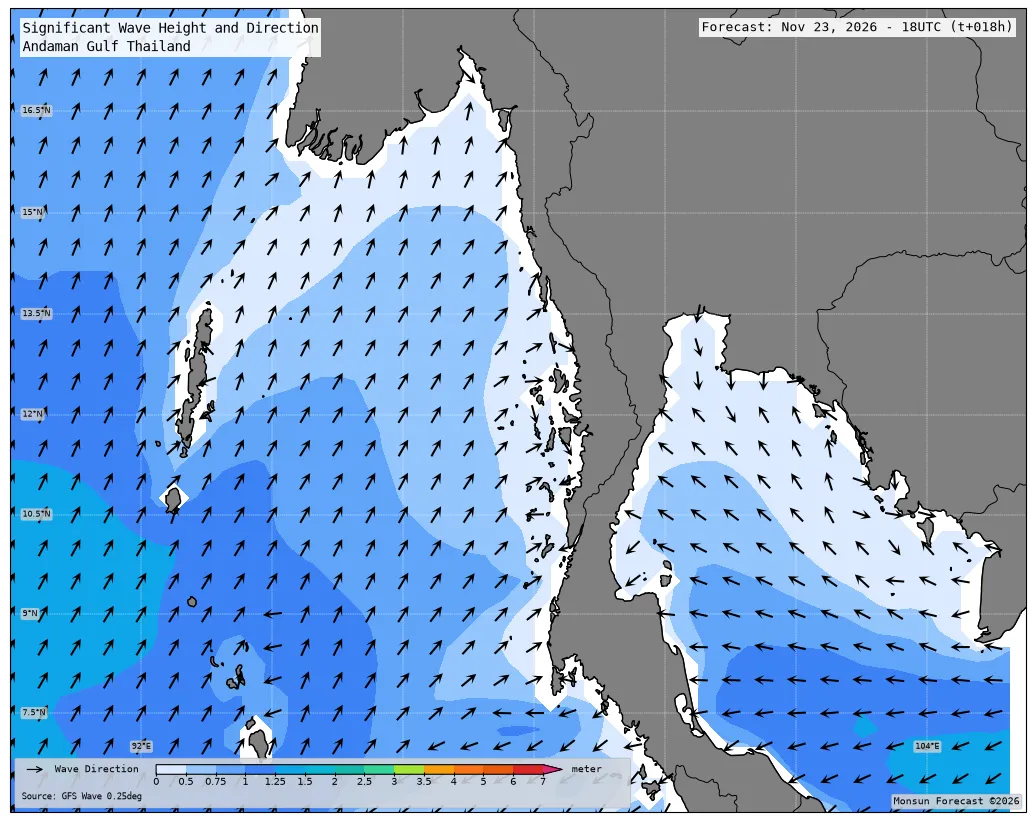 Significant Wave Height and Direction
Andaman Gulf Thailand
Forecast: Nov 23, 2026 - 18UTC (t+018h)
16.5°N
15°N
13.5°N
12°N
10.5°N
9°N
7.5°N
92°E
104°E
Wave Direction
0.5 0.75 1 1.25 1.5 2 2.5 3 3.5 4 5 6 7
meter
Source: GFS Wave 0.25deg
Monsun Forecast ©2026